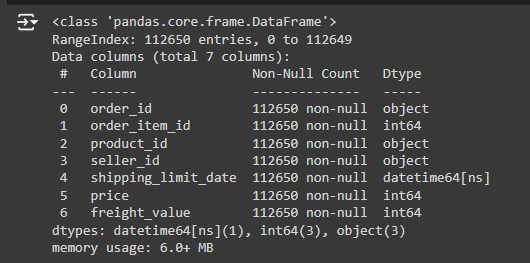 <class 'pandas.core.frame.DataFrame'>
RangeIndex: 112650 entries, 0 to 112649
Data columns (total 7 columns):
 #   Column               Non-Null Count   Dtype
---  ------               --------------   -----
 0   order_id             112650 non-null  object
 1   order_item_id        112650 non-null  int64
 2   product_id           112650 non-null  object
 3   seller_id            112650 non-null  object
 4   shipping_limit_date  112650 non-null  datetime64[ns]
 5   price                112650 non-null  int64
 6   freight_value        112650 non-null  int64
dtypes: datetime64[ns](1), int64(3), object(3)
memory usage: 6.0+ MB